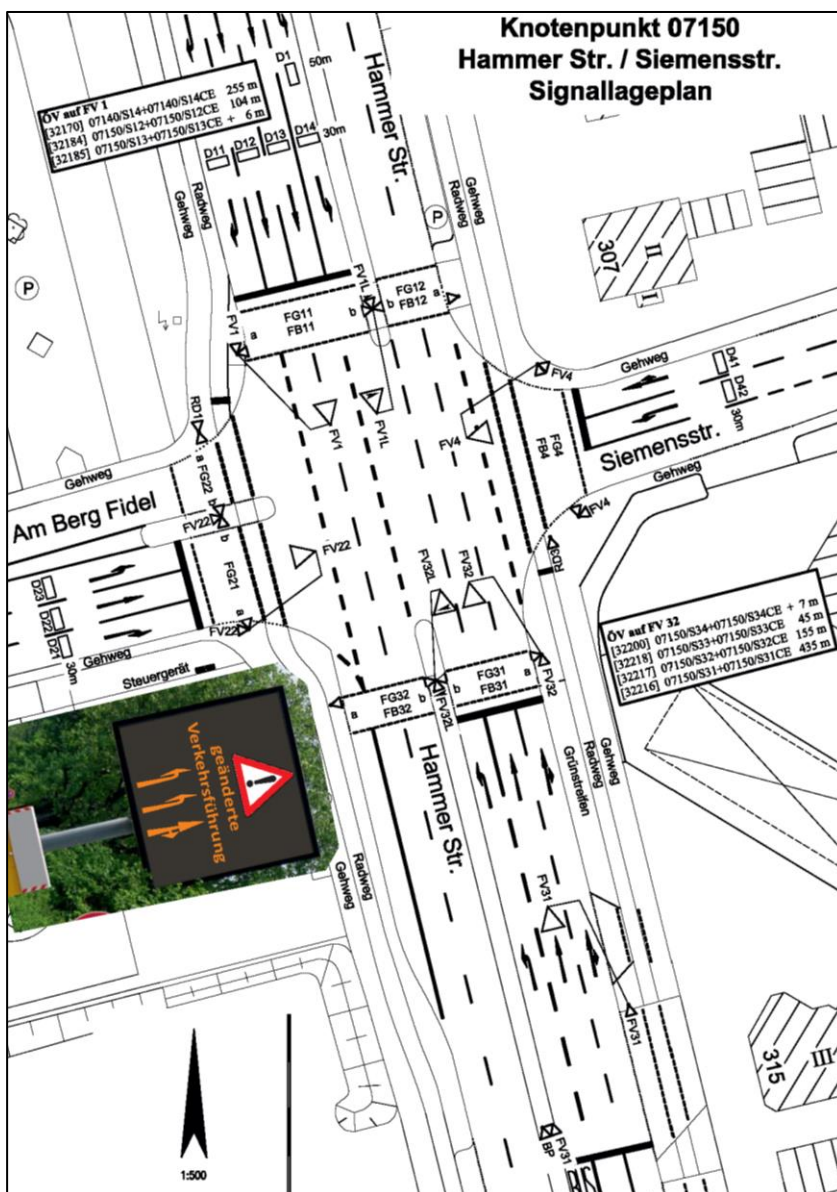 Knotenpunkt 07150
Hammer Str. / Siemensstr.
Signallageplan
ÖV auf FV 1
[32170] 07140/S14+07140/S14CE 255 m
[32184] 07150/S12+07150/S12CE 104 m
[32185] 07150/S13+07150/S13CE + 6 m
D1
50m
Hammer Str.
D11
D12
D13
D14
30m
Gehweg
Radweg
Radweg
Gehweg
P
P
307
II
I
FV1L
FG12
FB12
a
b
FG11
FB11
a
b
FV1
FV1
FV1L
FV4
FV4
Gehweg
D41
D42
30m
FG4
FB4
Siemensstr.
FV4
Gehweg
a
FG22
b
Am Berg Fidel
FV22
b
FG21
a
FV22
FV22
D23
D22
D21
30m
Gehweg
Steuergerät
FV32L
FV32
RD3
ÖV auf FV 32
[32200] 07150/S34+07150/S34CE + 7 m
[32218] 07150/S33+07150/S33CE 45 m
[32217] 07150/S32+07150/S32CE 155 m
[32216] 07150/S31+07150/S31CE 435 m
FG31
FB31
b
a
FV32
FG32
FB32
a
b
FV32L
Hammer Str.
Grünstreifen
Radweg
Gehweg
geänderte
Verkehrsführung
Radweg
Gehweg
FV31
FV31
315
III
FV31
BP
1:500